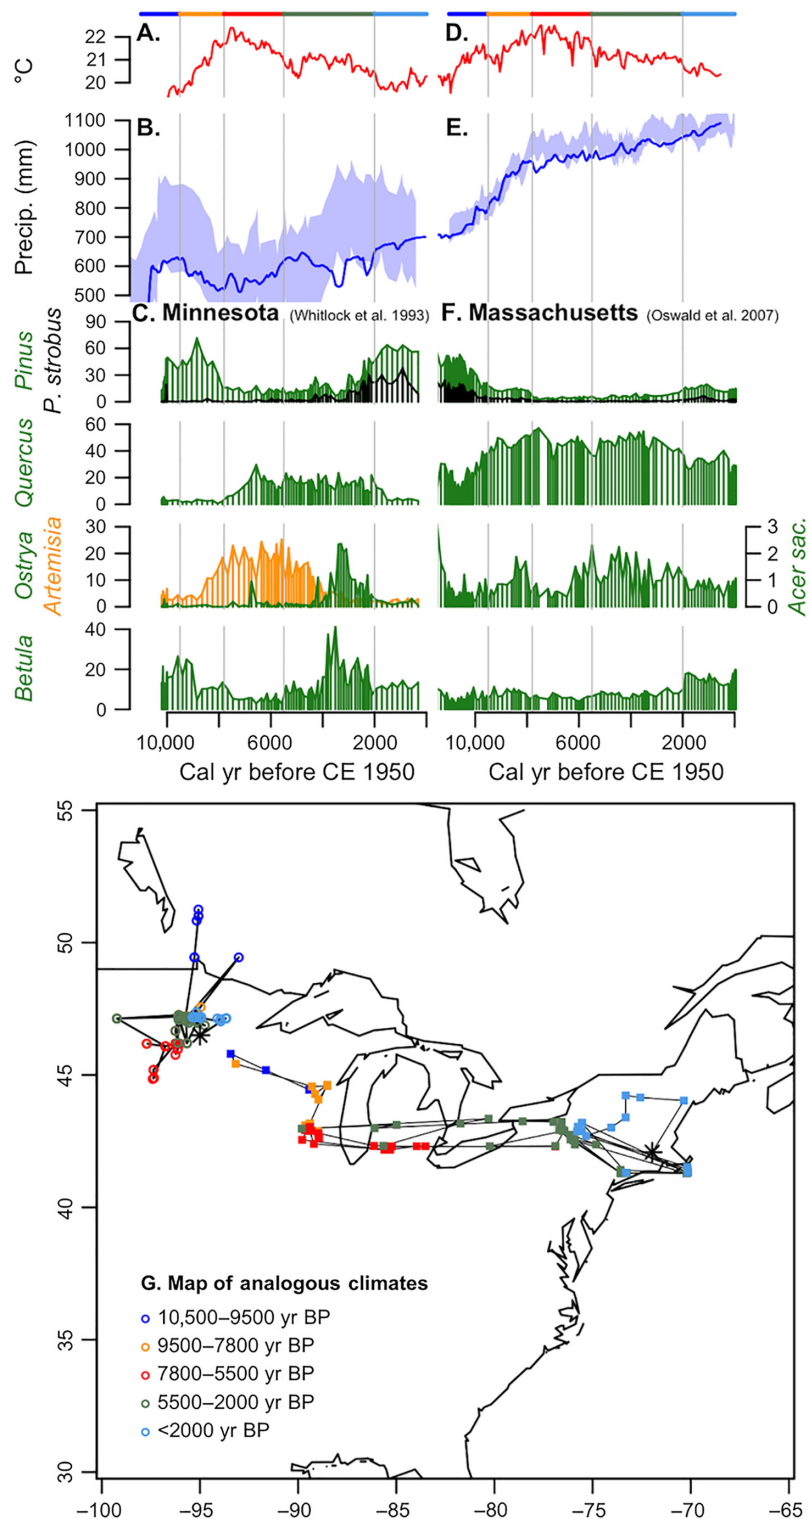 A.
D.
22
21
20
°C
B.
E.
1100
1000
900
800
700
600
500
Precip. (mm)
C. Minnesota (Whitlock et al. 1993)
F. Massachusetts (Oswald et al. 2007)
90
60
30
0
Pinus
P. strobus
60
40
20
0
Quercus
30
20
10
0
Ostrya
Artemisia
3
2
1
0
Acer sac.
40
20
0
Betula
10,000 6000 2000
10,000 6000 2000
Cal yr before CE 1950
Cal yr before CE 1950
55
50
45
40
35
30
G. Map of analogous climates
10,500–9500 yr BP
9500–7800 yr BP
7800–5500 yr BP
5500–2000 yr BP
<2000 yr BP
−100 −95 −90 −85 −80 −75 −70 −65